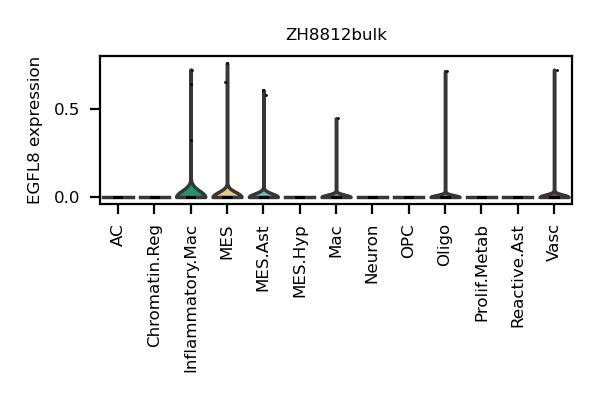 ZH8812bulk
EGFL8 expression
0.5
0.0
AC
Chromatin.Reg
Inflammatory.Mac
MES
MES.Ast
MES.Hyp
Mac
Neuron
OPC
Oligo
Prolif.Metab
Reactive.Ast
Vasc